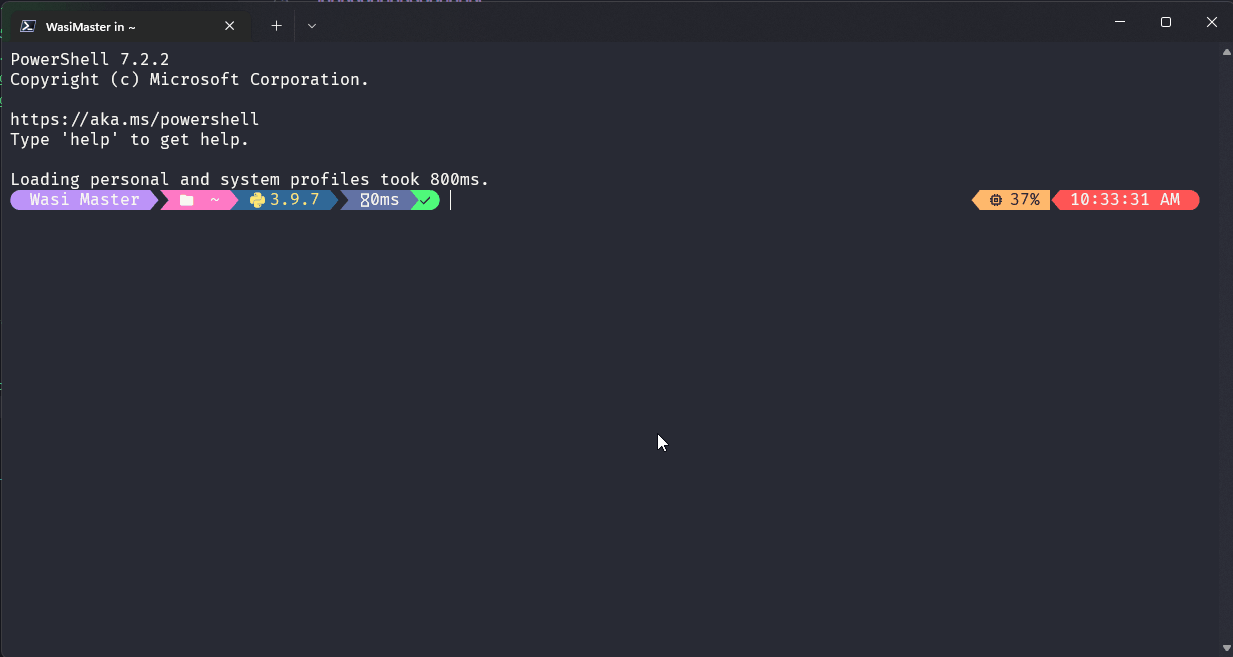 WasiMaster in ~
PowerShell 7.2.2
Copyright (c) Microsoft Corporation.
https://aka.ms/powershell
Type 'help' to get help.
Loading personal and system profiles took 800ms.
Wasi Master ~ 3.9.7 0ms 37% 10:33:31 AM